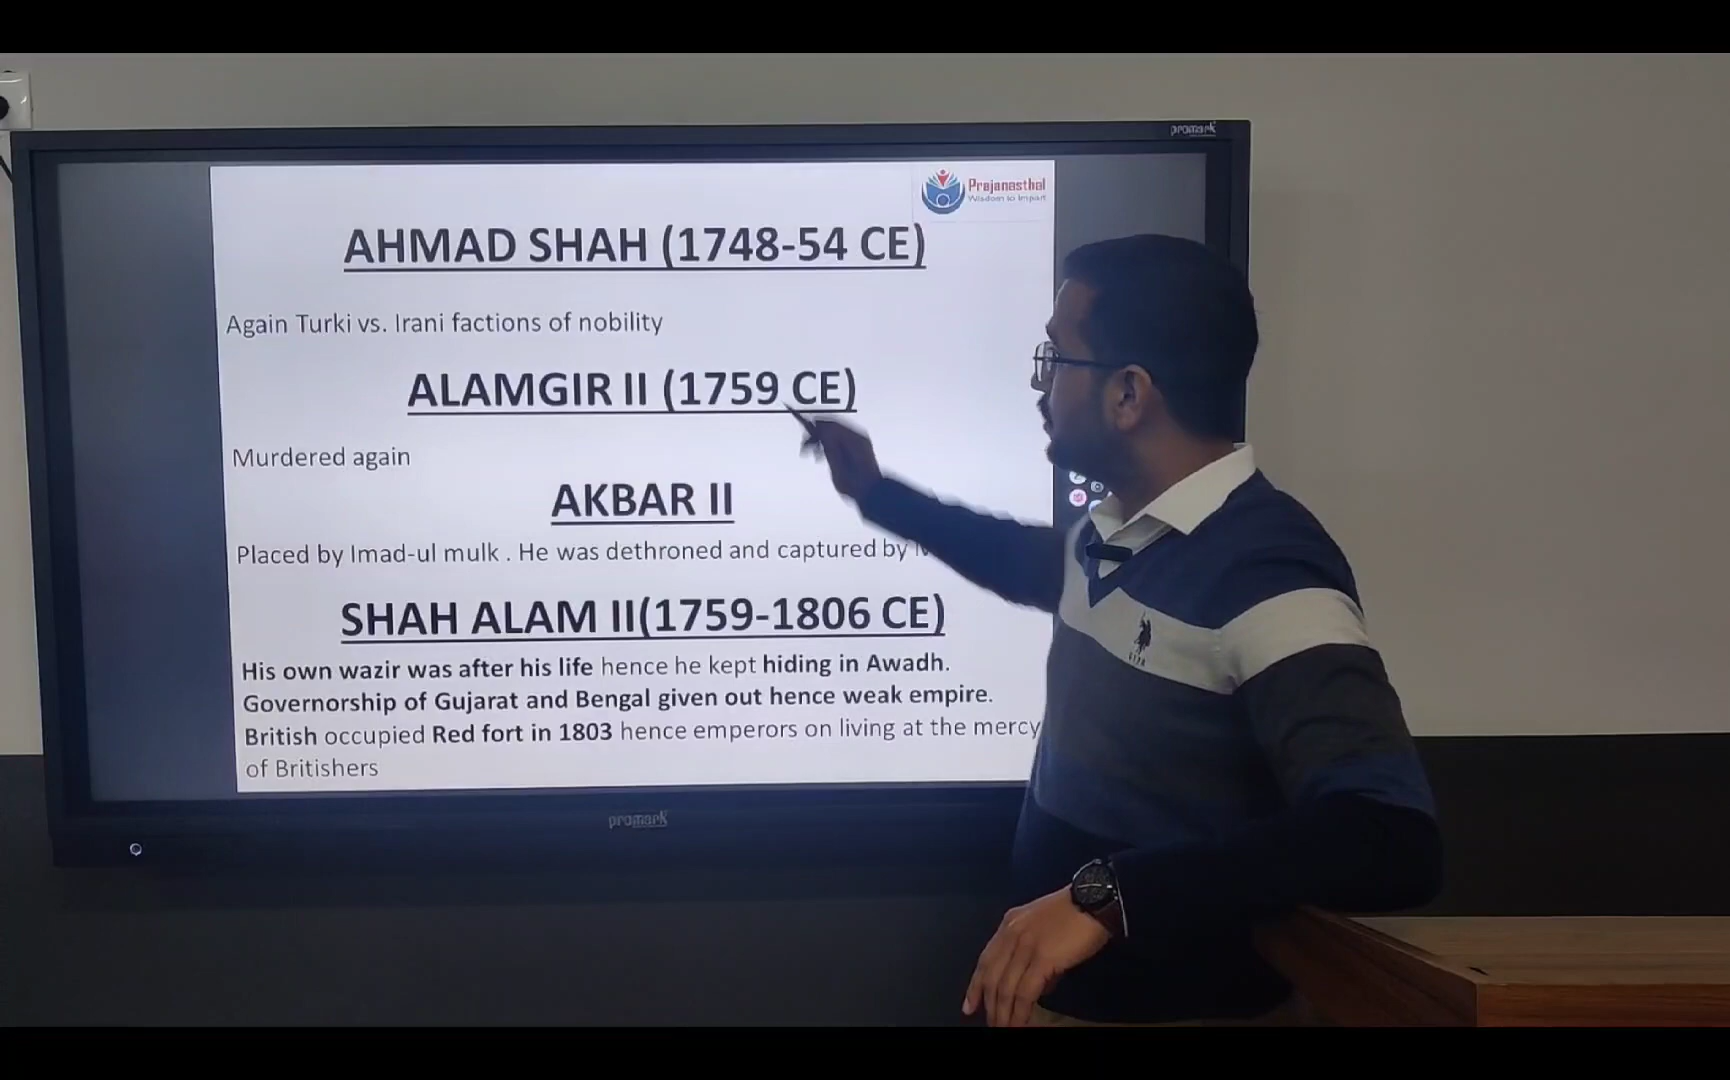 promark
Prajanasthal
Wisdom to Impart
AHMAD SHAH (1748-54 CE)
Again Turki vs. Irani factions of nobility
ALAMGIR II (1759 CE)
Murdered again
AKBAR II
Placed by Imad-ul mulk . He was dethroned and captured by
SHAH ALAM II(1759-1806 CE)
His own wazir was after his life hence he kept hiding in Awadh.
Governorship of Gujarat and Bengal given out hence weak empire.
British occupied Red fort in 1803 hence emperors on living at the mercy
of Britishers
promark